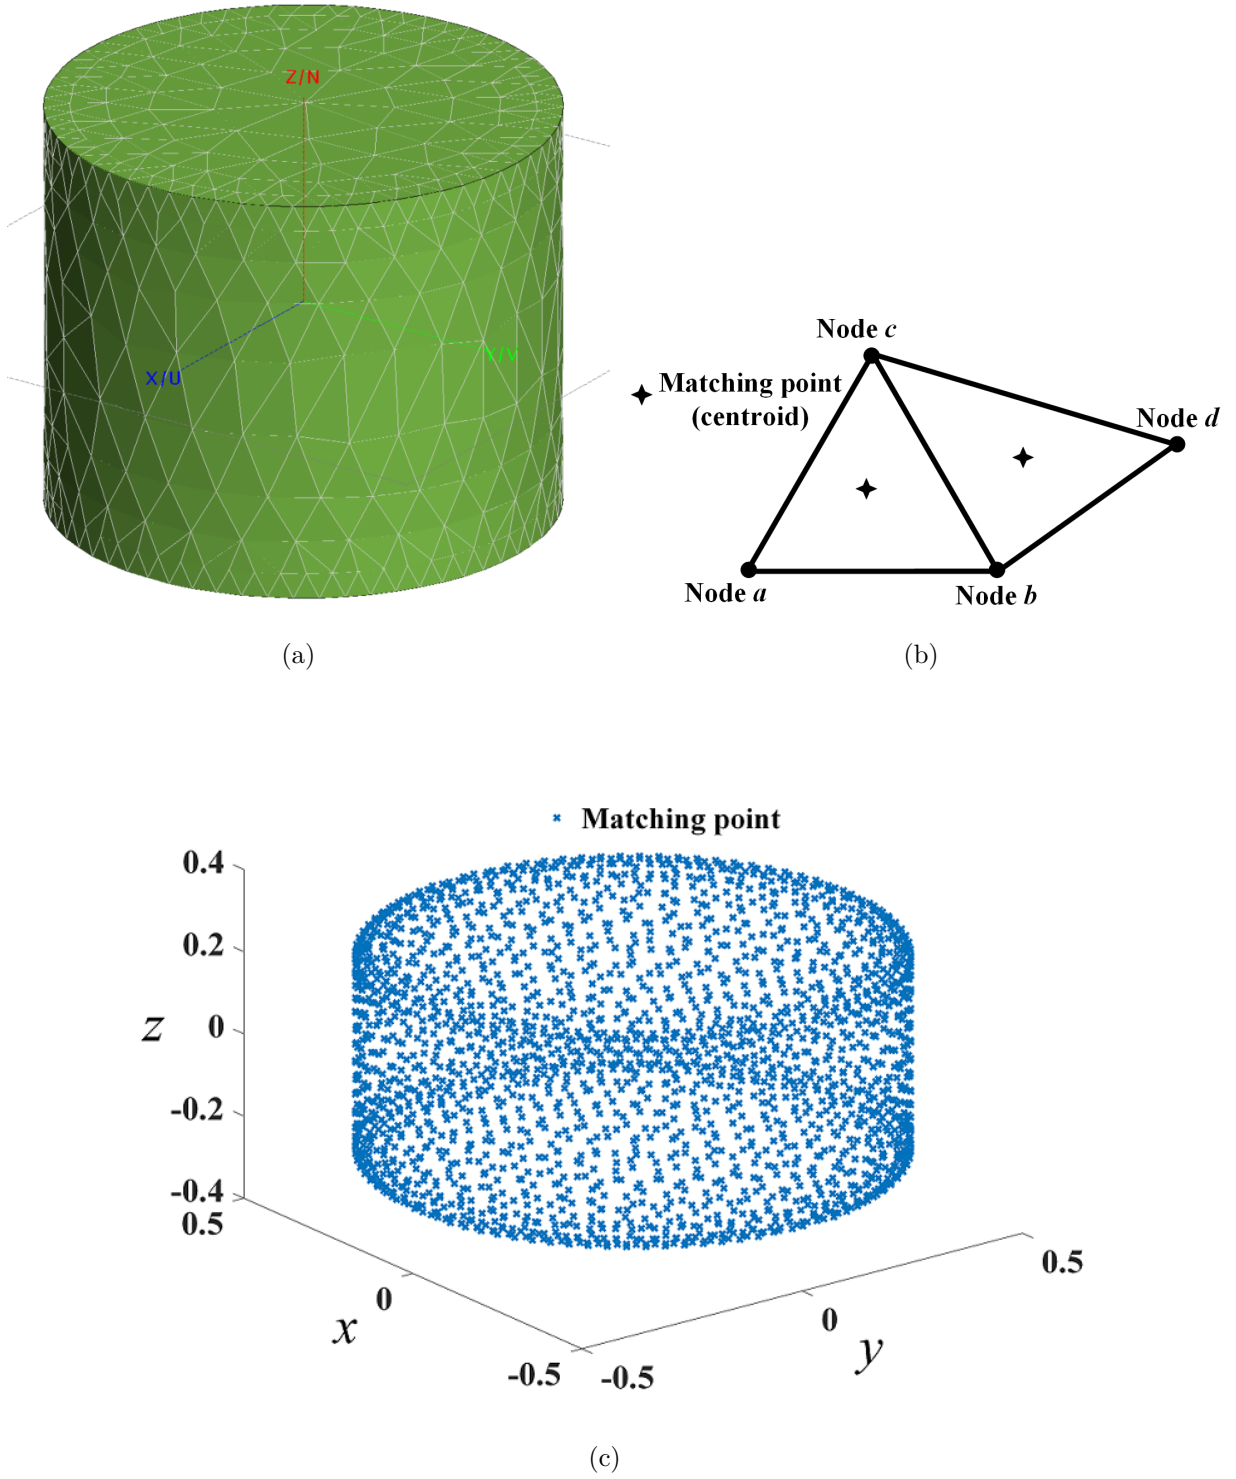 Z/N
X/U
Y/V
Node c
Matching point
(centroid)
Node d
Node a
Node b
(a)
(b)
Matching point
0.4
0.2
0
-0.2
-0.4
z
0.5
0
-0.5
x
-0.5
0
0.5
y
(c)